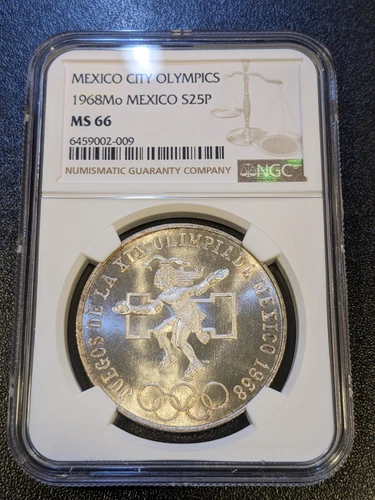 MEXICO CITY OLYMPICS
1968Mo MEXICO S25P
MS 66
6459002-009
NGC
NUMISMATIC GUARANTY COMPANY
JUEGOS DE LA XIX OLIMPIADA MEXICO 1968